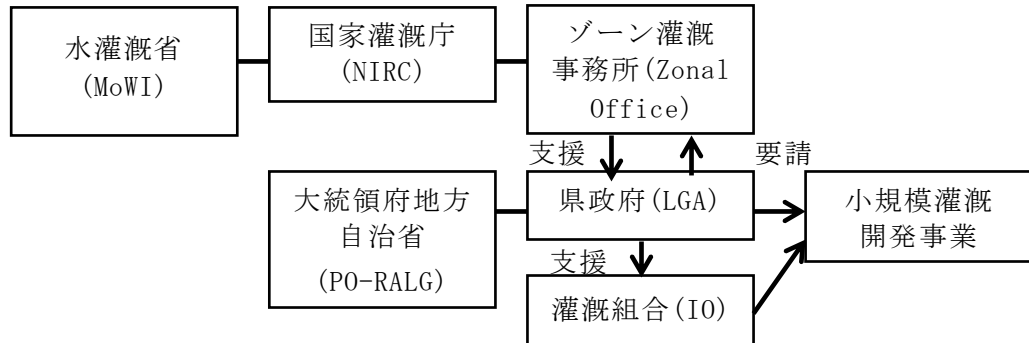 水灌漑省
(MoWI)
国家灌漑庁
(NIRC)
ゾーン灌漑
事務所(Zonal
Office)
支援
要請
大統領府地方
自治省
(PO-RALG)
県政府(LGA)
小規模灌漑
開発事業
支援
灌漑組合(IO)